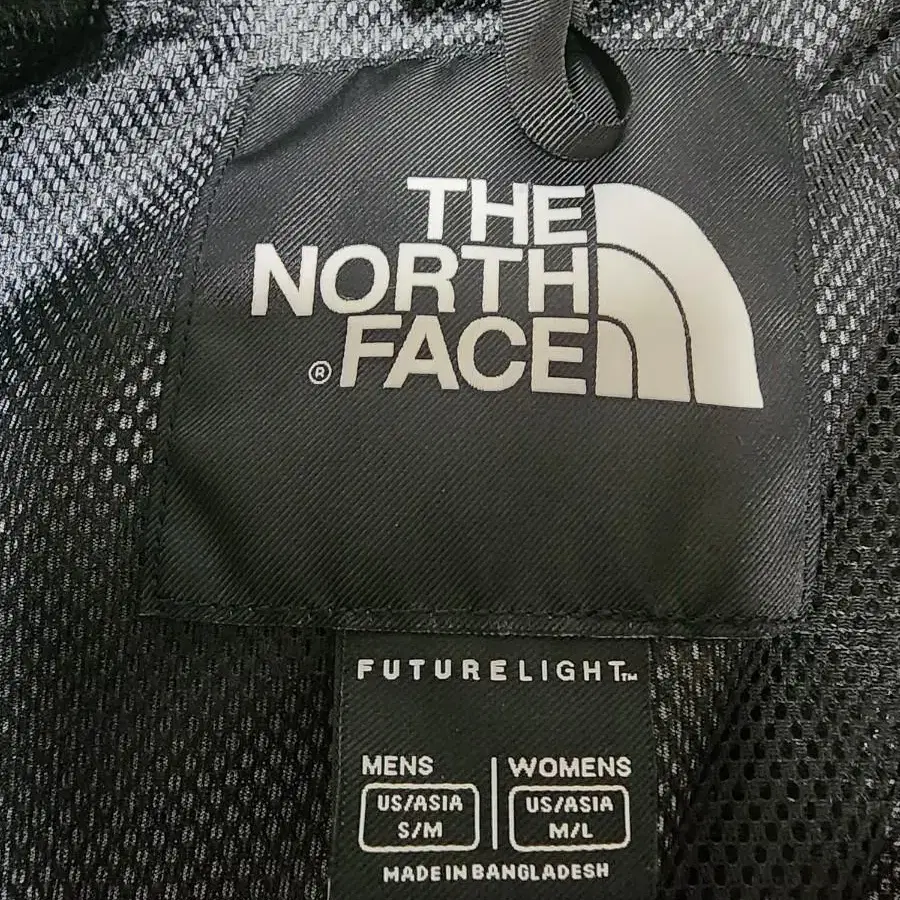 THE
NORTH
® FACE
FUTURELIGHT™
MENS | WOMENS
US/ASIA US/ASIA
S/M M/L
MADE IN BANGLADESH